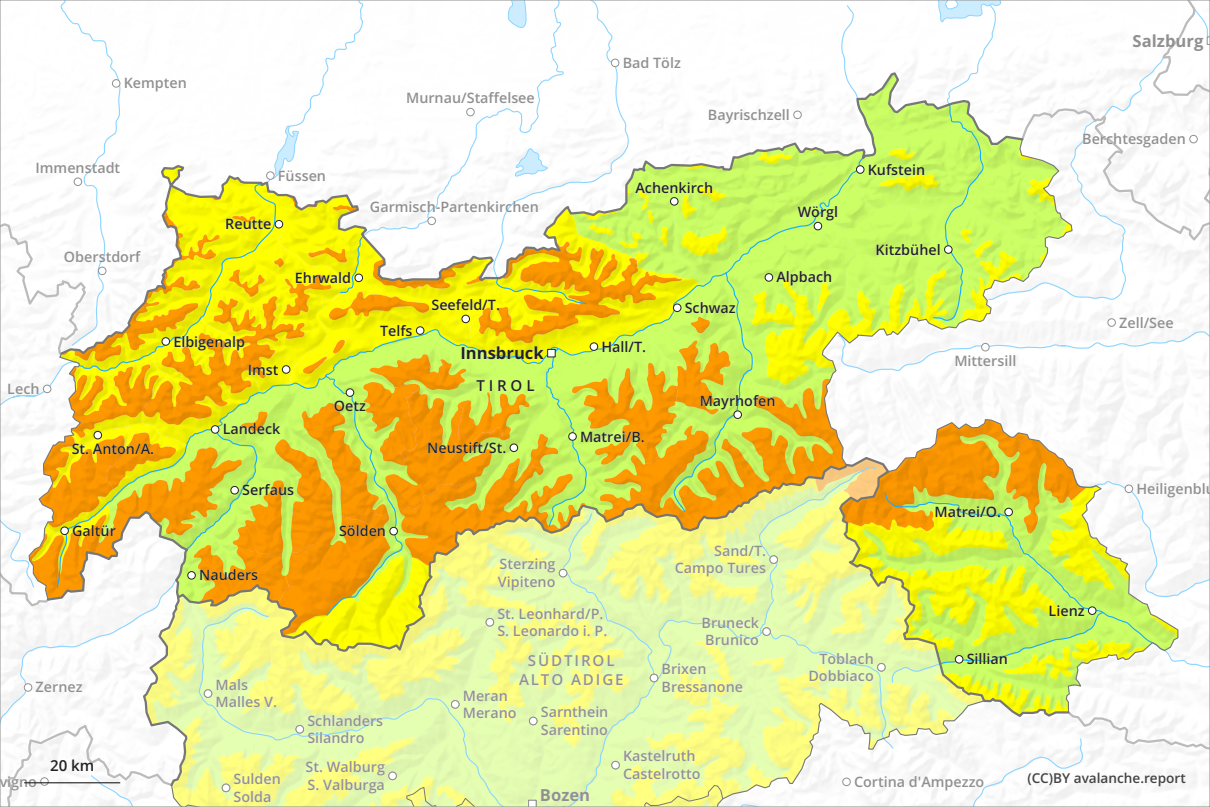 Salzburg
Bad Tölz
Kempten
Murnau/Staffelsee
Bayrischzell
Berchtesgaden
Immenstadt
Füssen
Kufstein
Achenkirch
Garmisch-Partenkirchen
Wörgl
Reutte
Kitzbühel
Oberstdorf
Ehrwald
Alpbach
Seefeld/T.
Schwaz
Telfs
Zell/See
Elbigenalp
Innsbruck
Hall/T.
Mittersill
Imst
TIROL
Lech
Mayrhofen
Oetz
Landeck
Matrei/B.
St. Anton/A.
Neustift/St.
Serfaus
Heiligenblu
Matrei/O.
Galtür
Sölden
Sand/T.
Campo Tures
Sterzing
Vipiteno
Nauders
Lienz
St. Leonhard/P.
S. Leonardo i. P.
Bruneck
Brunico
Sillian
SÜDTIROL
ALTO ADIGE
Toblach
Dobbiaco
Brixen
Bressanone
Zernez
Mals
Malles V.
Meran
Merano
Sarnthein
Sarentino
Schlanders
Silandro
Kastelruth
Castelrotto
St. Walburg
S. Valburga
20 km
vigno
Sulden
Solda
Cortina d'Ampezzo
(CC)BY avalanche.report
Bozen